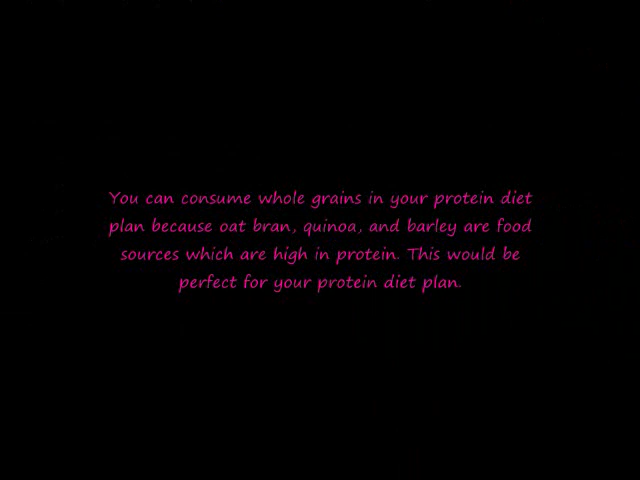 You can consume whole grains in your protein diet
plan because oat bran, quinoa, and barley are food
sources which are high in protein. This would be
perfect for your protein diet plan.